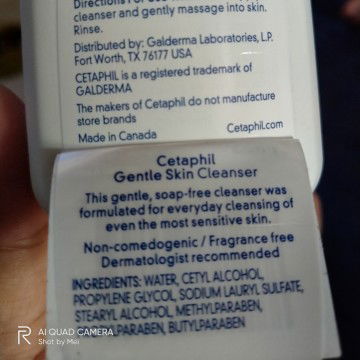 Directions For Use
cleanser and gently massage into skin.
Rinse.
Distributed by: Galderma Laboratories, L.P.
Fort Worth, TX 76177 USA
CETAPHIL is a registered trademark of
GALDERMA
The makers of Cetaphil do not manufacture
store brands
Made in Canada Cetaphil.com
Cetaphil
Gentle Skin Cleanser
This gentle, soap-free cleanser was
formulated for everyday cleansing of
even the most sensitive skin.
Non-comedogenic / Fragrance free
Dermatologist recommended
INGREDIENTS: WATER, CETYL ALCOHOL,
PROPYLENE GLYCOL, SODIUM LAURYL SULFATE,
STEARYL ALCOHOL, METHYLPARABEN,
BUTYLPARABEN
AI QUAD CAMERA
Shot by Mei